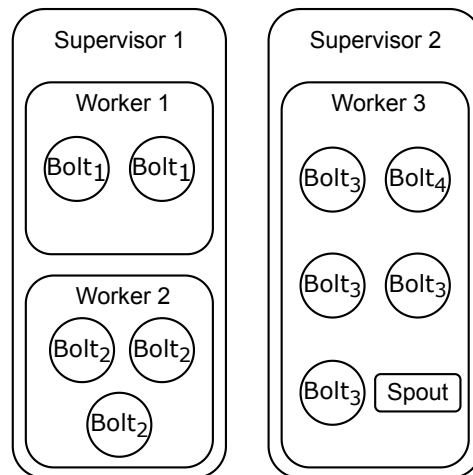 Supervisor 1
Worker 1
Bolt₁ Bolt₁
Worker 2
Bolt₂ Bolt₂
Bolt₂
Supervisor 2
Worker 3
Bolt₃ Bolt₄
Bolt₃ Bolt₃
Bolt₃ Spout